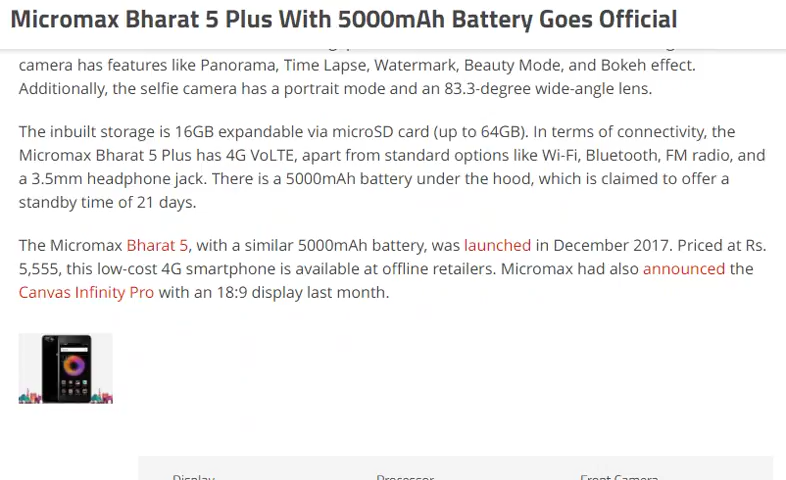 Micromax Bharat 5 Plus With 5000mAh Battery Goes Official
camera has features like Panorama, Time Lapse, Watermark, Beauty Mode, and Bokeh effect.
Additionally, the selfie camera has a portrait mode and an 83.3-degree wide-angle lens.
The inbuilt storage is 16GB expandable via microSD card (up to 64GB). In terms of connectivity, the
Micromax Bharat 5 Plus has 4G VoLTE, apart from standard options like Wi-Fi, Bluetooth, FM radio, and
a 3.5mm headphone jack. There is a 5000mAh battery under the hood, which is claimed to offer a
standby time of 21 days.
The Micromax Bharat 5, with a similar 5000mAh battery, was launched in December 2017. Priced at Rs.
5,555, this low-cost 4G smartphone is available at offline retailers. Micromax had also announced the
Canvas Infinity Pro with an 18:9 display last month.
Display Processor Front Camera